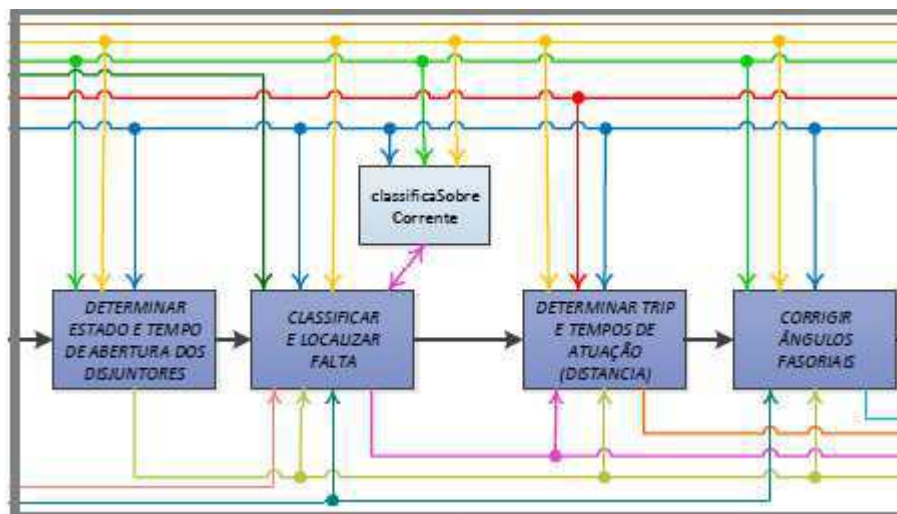 classificaSobre
Corrente
DETERMINAR
ESTADO E TEMPO
DE ABERTURA DOS
DISJUNTORES
CLASSIFICAR
E LOCALIZAR
FALTA
DETERMINAR TRIP
E TEMPOS DE
ATUAÇÃO
(DISTANCIA)
CORRIGIR
ÂNGULOS
FASORIAIS